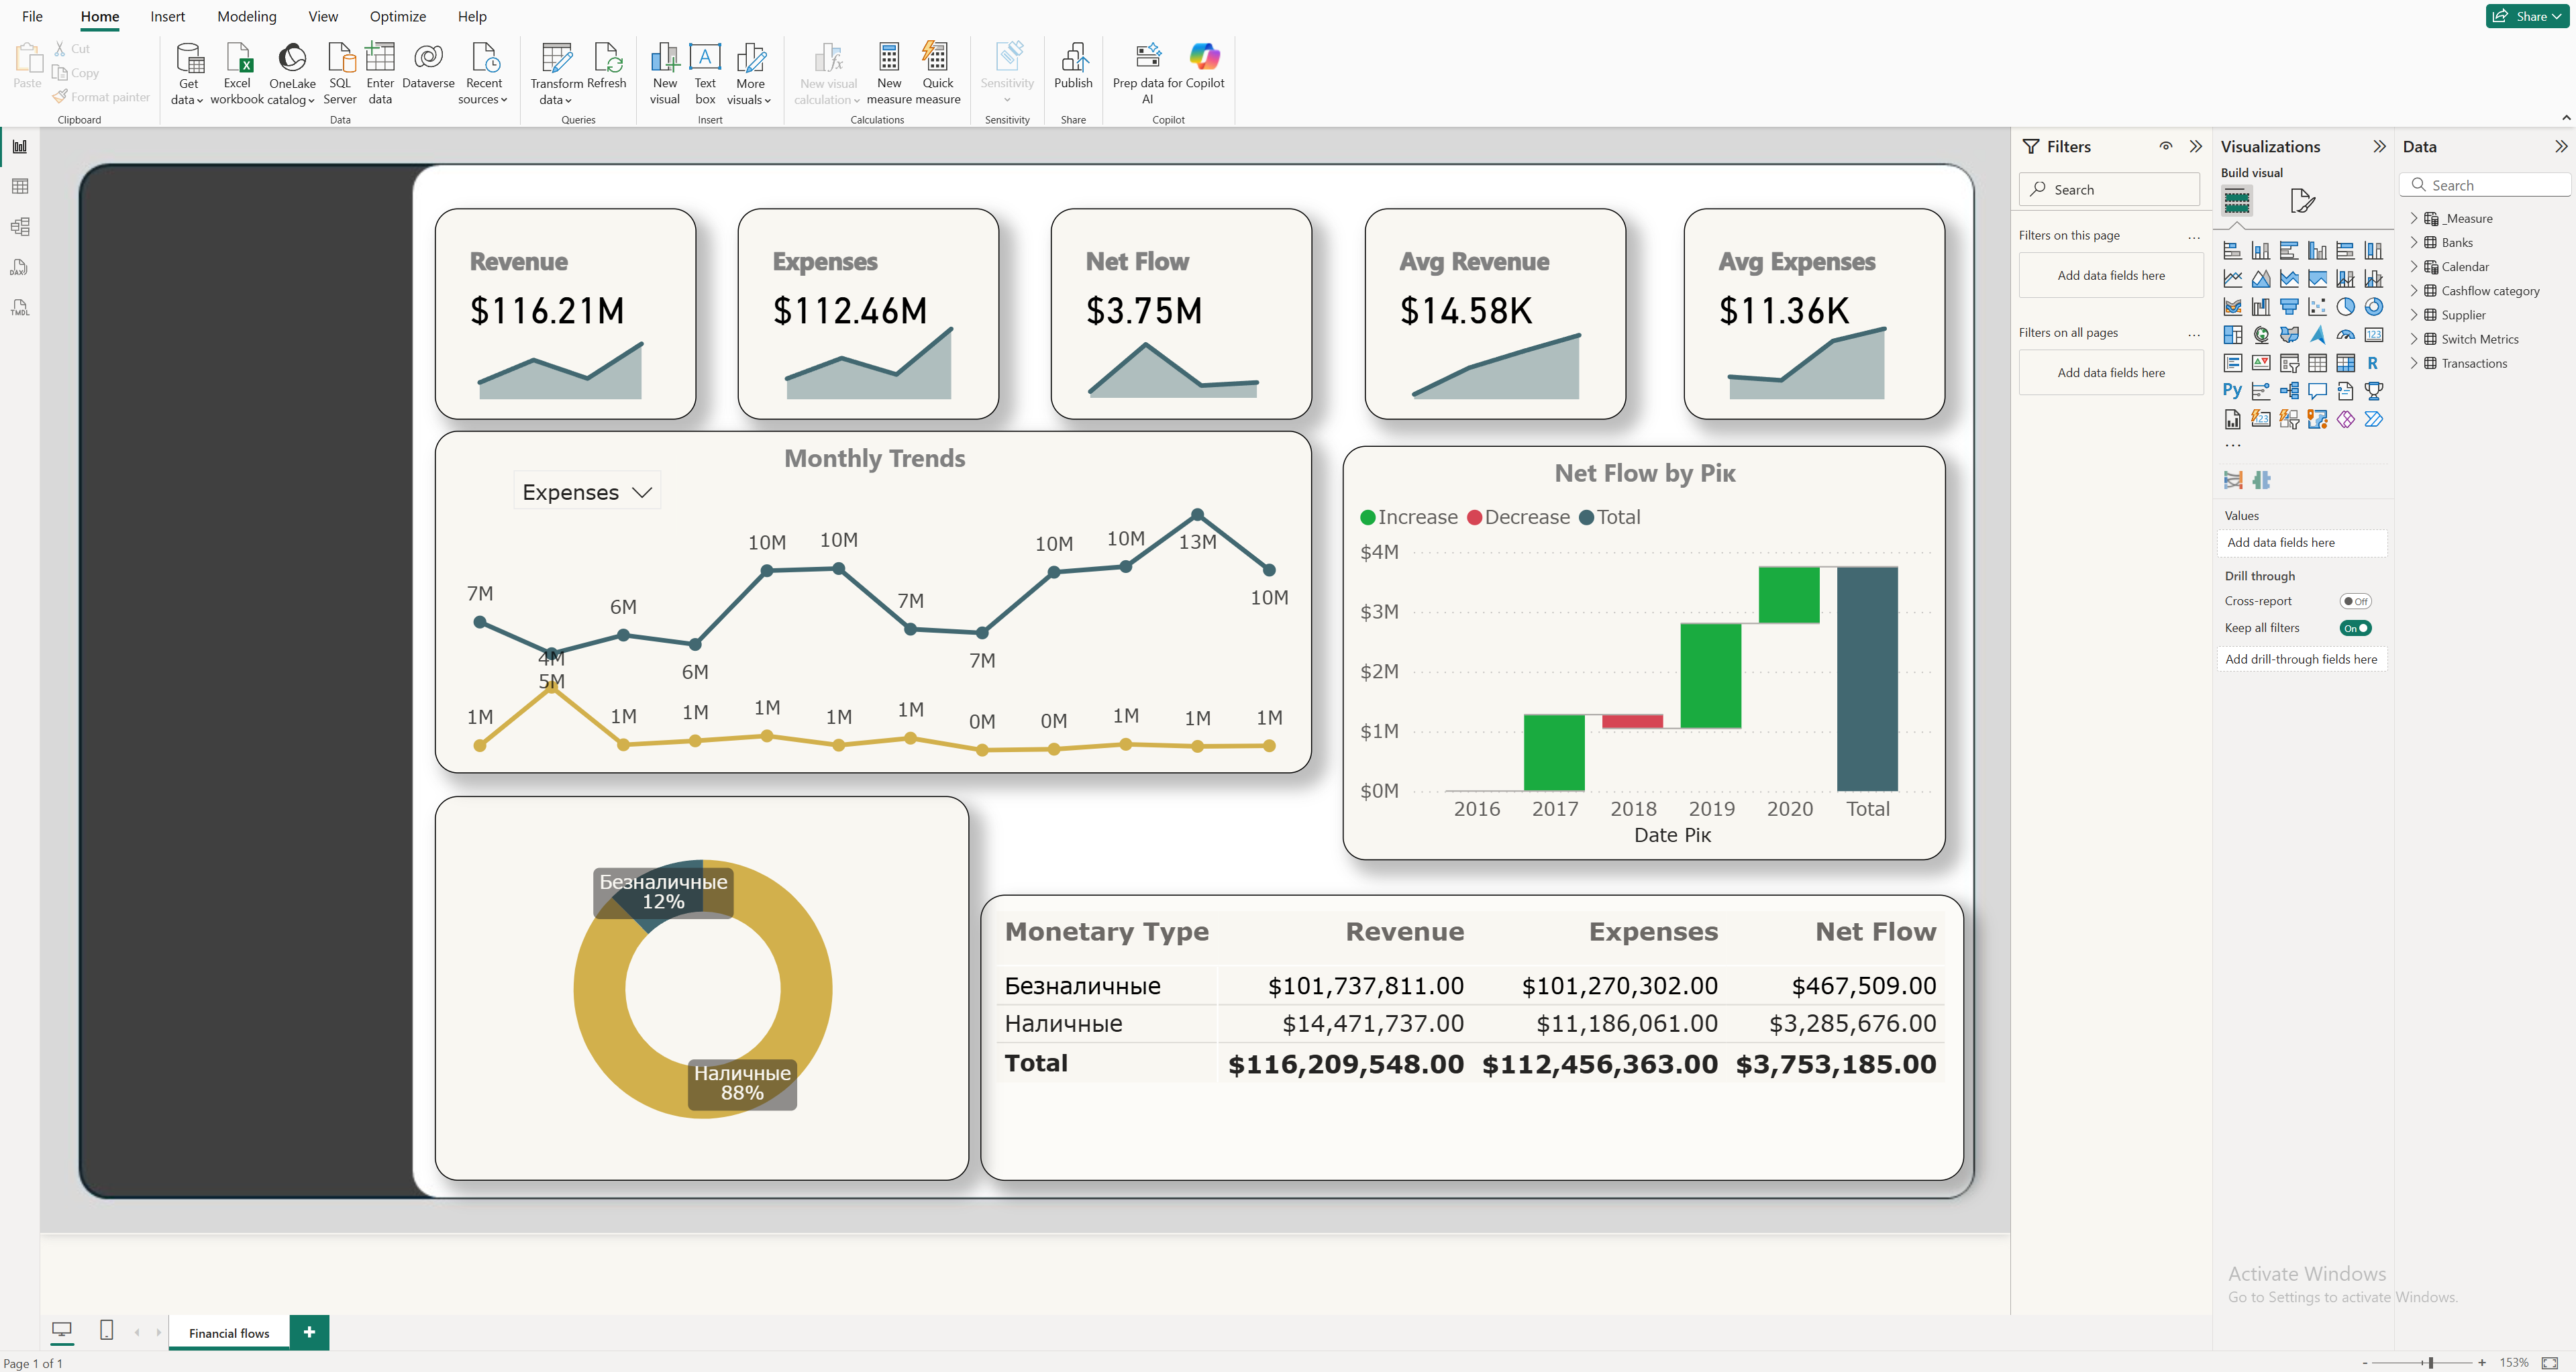 File Home Insert Modeling View Optimize Help
Share
Paste
Cut
Copy
Format painter
Clipboard
Get data
Excel workbook
OneLake catalog
SQL Server
Enter data
Dataverse
Recent sources
Data
Transform data
Refresh
Queries
New visual
Text box
More visuals
Insert
New visual calculation
New measure
Quick measure
Calculations
Sensitivity
Sensitivity
Publish
Share
Prep data for AI
Copilot
Copilot
DAX
TMDL
Revenue
$116.21M
Expenses
$112.46M
Net Flow
$3.75M
Avg Revenue
$14.58K
Avg Expenses
$11.36K
Monthly Trends
Expenses
7M 4M 6M 6M 10M 10M 7M 7M 10M 10M 13M 10M
1M 5M 1M 1M 1M 1M 1M 0M 0M 1M 1M 1M
Net Flow by Рік
Increase Decrease Total
$4M
$3M
$2M
$1M
$0M
2016 2017 2018 2019 2020 Total
Date Рік
Безналичные
12%
Наличные
88%
Monetary Type Revenue Expenses Net Flow
Безналичные $101,737,811.00 $101,270,302.00 $467,509.00
Наличные $14,471,737.00 $11,186,061.00 $3,285,676.00
Total $116,209,548.00 $112,456,363.00 $3,753,185.00
Filters
Search
Filters on this page ...
Add data fields here
Filters on all pages ...
Add data fields here
Visualizations
Build visual
123
R
Py
123
...
Values
Add data fields here
Drill through
Cross-report Off
Keep all filters On
Add drill-through fields here
Data
Search
_Measure
Banks
Calendar
Cashflow category
Supplier
Switch Metrics
Transactions
Activate Windows
Go to Settings to activate Windows.
Financial flows +
Page 1 of 1
- + 153%